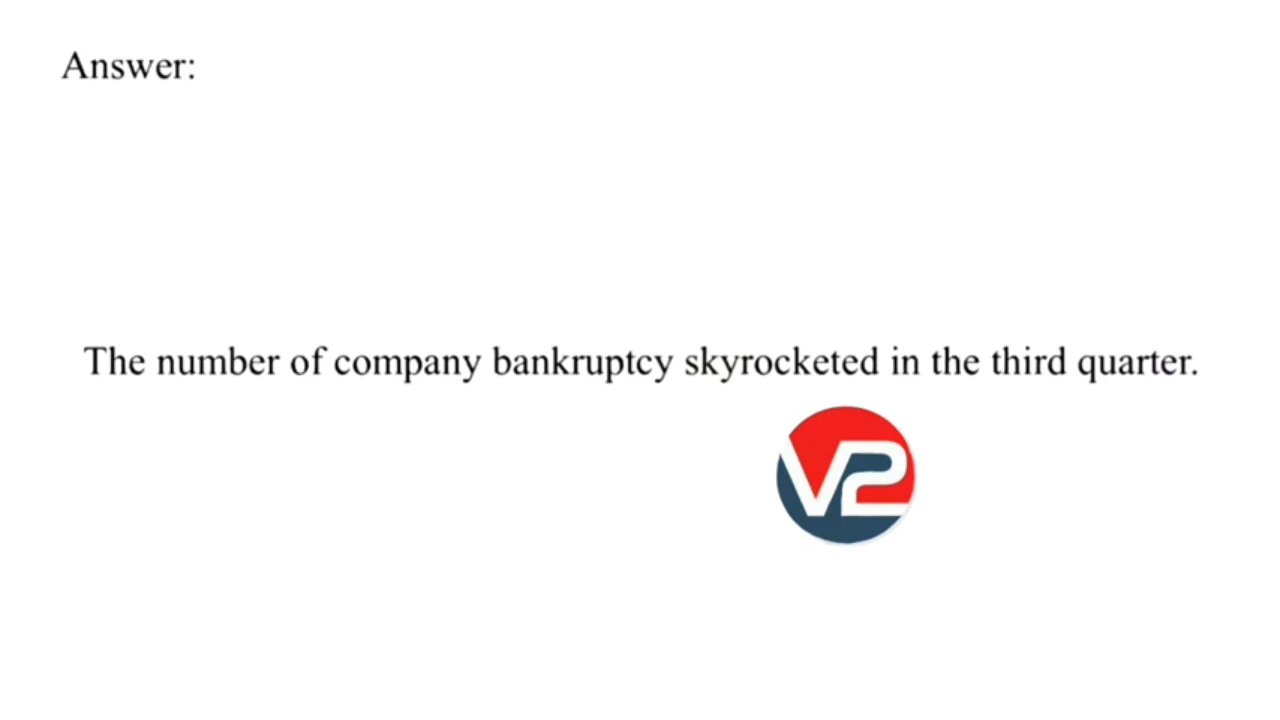 Answer:
The number of company bankruptcy skyrocketed in the third quarter.
V2